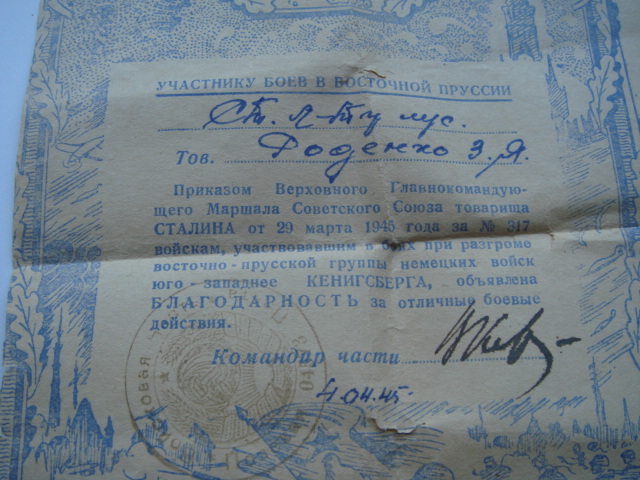 УЧАСТНИКУ БОЕВ В ВОСТОЧНОЙ ПРУССИИ
Ст. л-ту м/с.
Тов. Доденко З.Я.
Приказом Верховного Главнокомандую-
щего Маршала Советского Союза товарища
СТАЛИНА от 29 марта 1945 года за № 317
войскам, участвовавшим в боях при разгроме
восточно-прусской группы немецких войск
юго-западнее КЕНИГСБЕРГА, объявлена
БЛАГОДАРНОСТЬ за отличные боевые
действия.
Командир части
4.04.45.